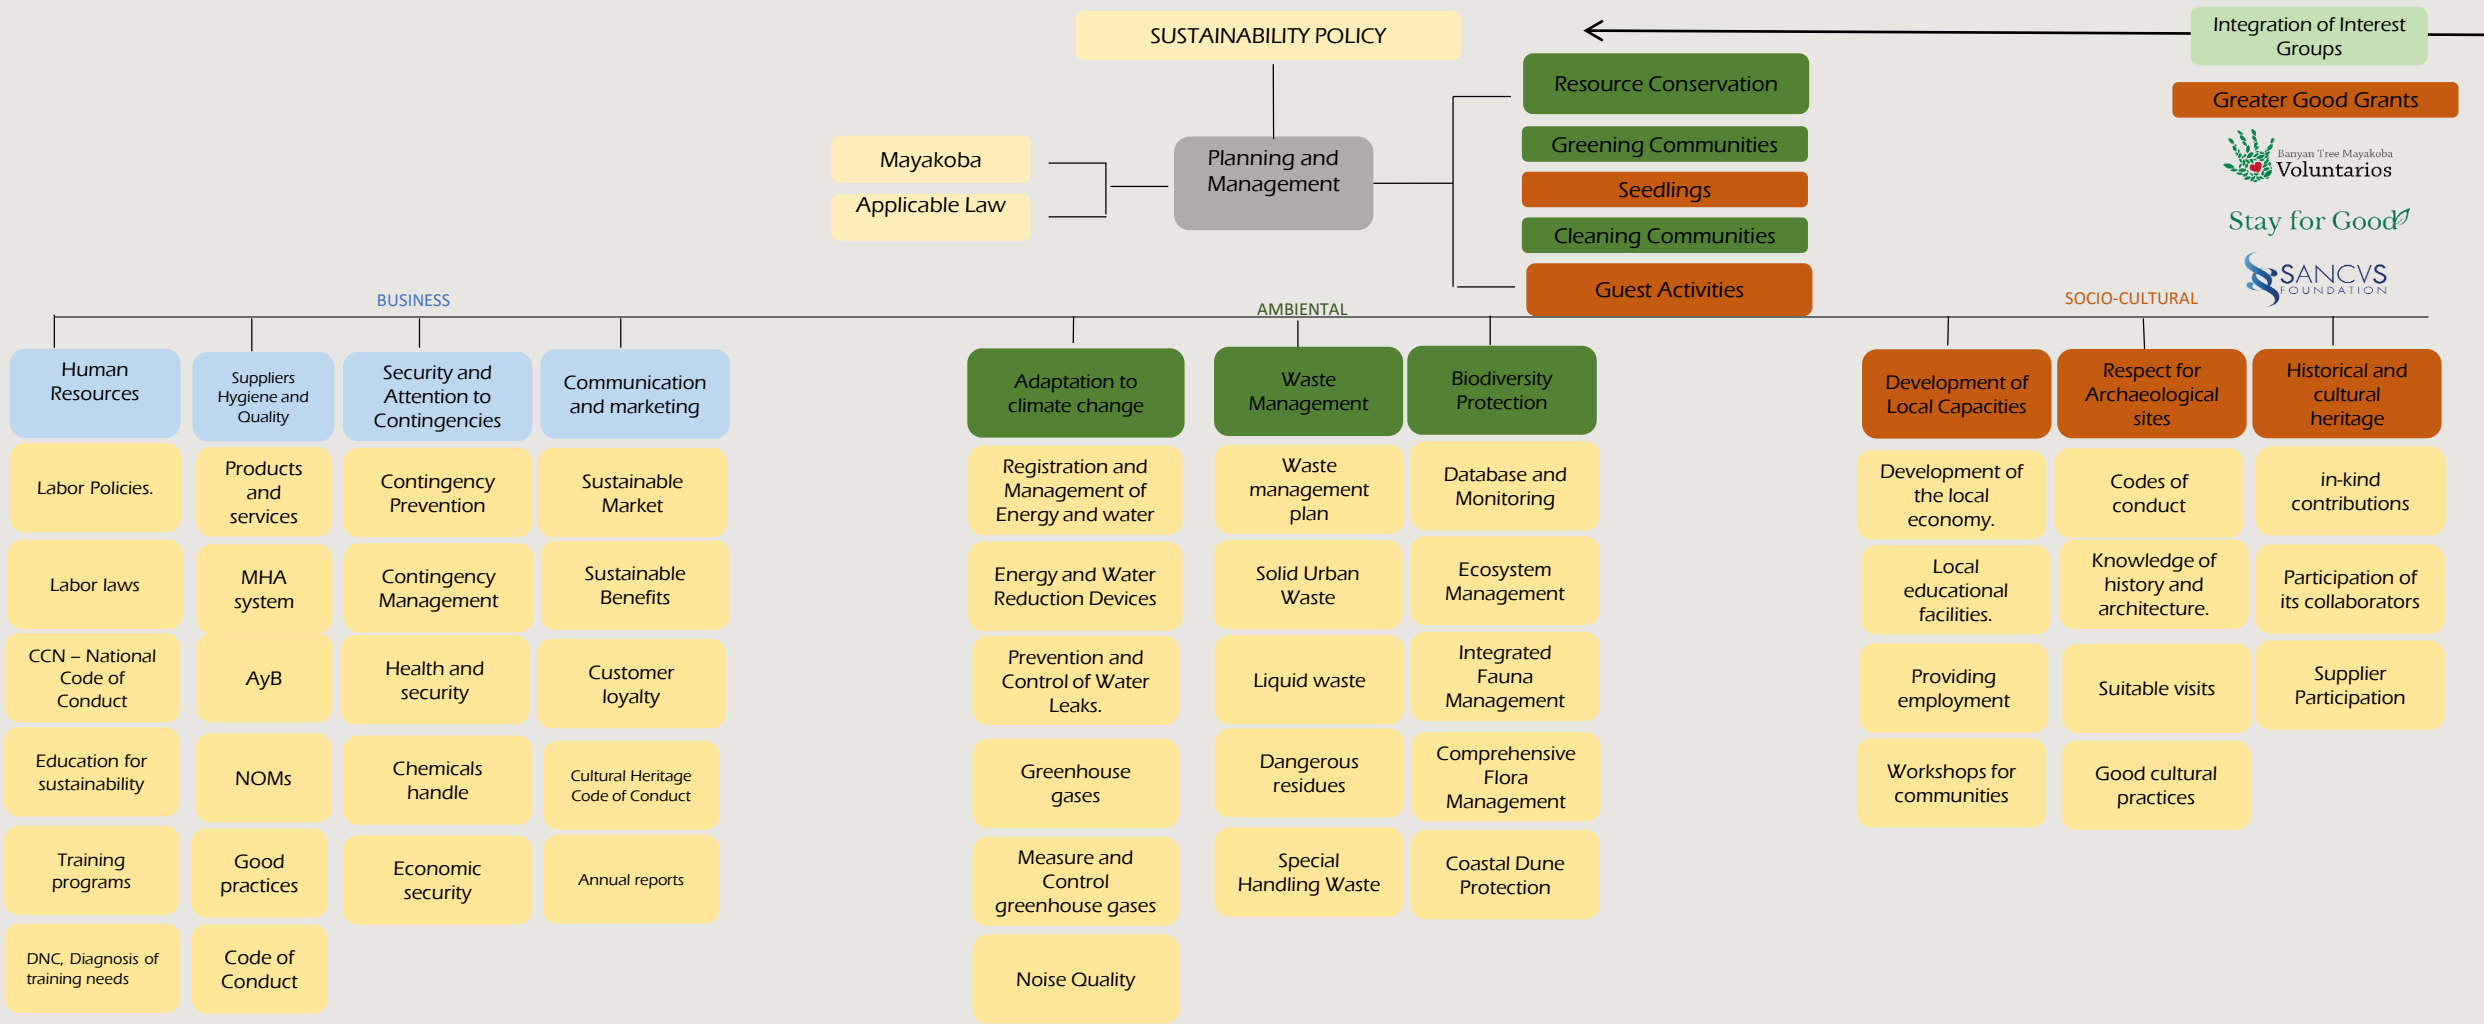 SUSTAINABILITY POLICY
Integration of Interest
Groups
Greater Good Grants
Banyan Tree Mayakoba
Voluntarios
Stay for Good
SANCVS
FOUNDATION
Mayakoba
Applicable Law
Planning and
Management
Resource Conservation
Greening Communities
Seedlings
Cleaning Communities
Guest Activities
BUSINESS
AMBIENTAL
SOCIO-CULTURAL
Human
Resources
Labor Policies.
Labor laws
CCN – National
Code of
Conduct
Education for
sustainability
Training
programs
DNC, Diagnosis of
training needs
Suppliers
Hygiene and
Quality
Products
and
services
MHA
system
AyB
NOMs
Good
practices
Code of
Conduct
Security and
Attention to
Contingencies
Contingency
Prevention
Contingency
Management
Health and
security
Chemicals
handle
Economic
security
Communication
and marketing
Sustainable
Market
Sustainable
Benefits
Customer
loyalty
Cultural Heritage
Code of Conduct
Annual reports
Adaptation to
climate change
Registration and
Management of
Energy and water
Energy and Water
Reduction Devices
Prevention and
Control of Water
Leaks.
Greenhouse
gases
Measure and
Control
greenhouse gases
Noise Quality
Waste
Management
Waste
management
plan
Solid Urban
Waste
Liquid waste
Dangerous
residues
Special
Handling Waste
Biodiversity
Protection
Database and
Monitoring
Ecosystem
Management
Integrated
Fauna
Management
Comprehensive
Flora
Management
Coastal Dune
Protection
Development of
Local Capacities
Development of
the local
economy.
Local
educational
facilities.
Providing
employment
Workshops for
communities
Respect for
Archaeological
sites
Codes of
conduct
Knowledge of
history and
architecture.
Suitable visits
Good cultural
practices
Historical and
cultural
heritage
in-kind
contributions
Participation of
its collaborators
Supplier
Participation